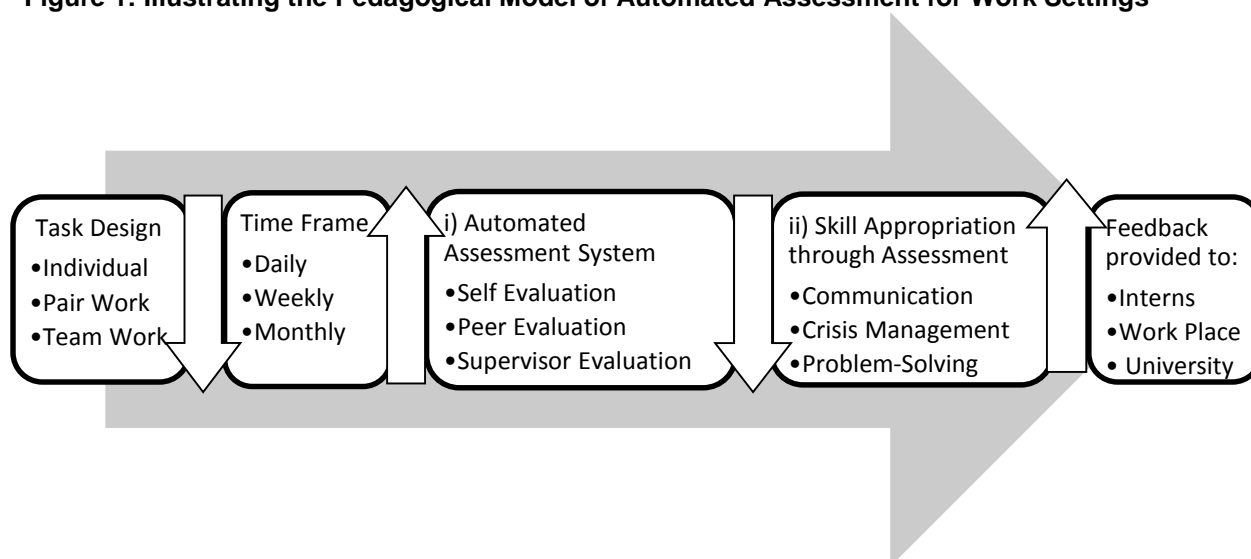 Figure 1: Illustrating the Pedagogical Model of Automated Assessment for Work Settings
Task Design
•Individual
•Pair Work
•Team Work
Time Frame
•Daily
•Weekly
•Monthly
i) Automated
Assessment System
•Self Evaluation
•Peer Evaluation
•Supervisor Evaluation
ii) Skill Appropriation
through Assessment
•Communication
•Crisis Management
•Problem-Solving
Feedback
provided to:
•Interns
•Work Place
• University